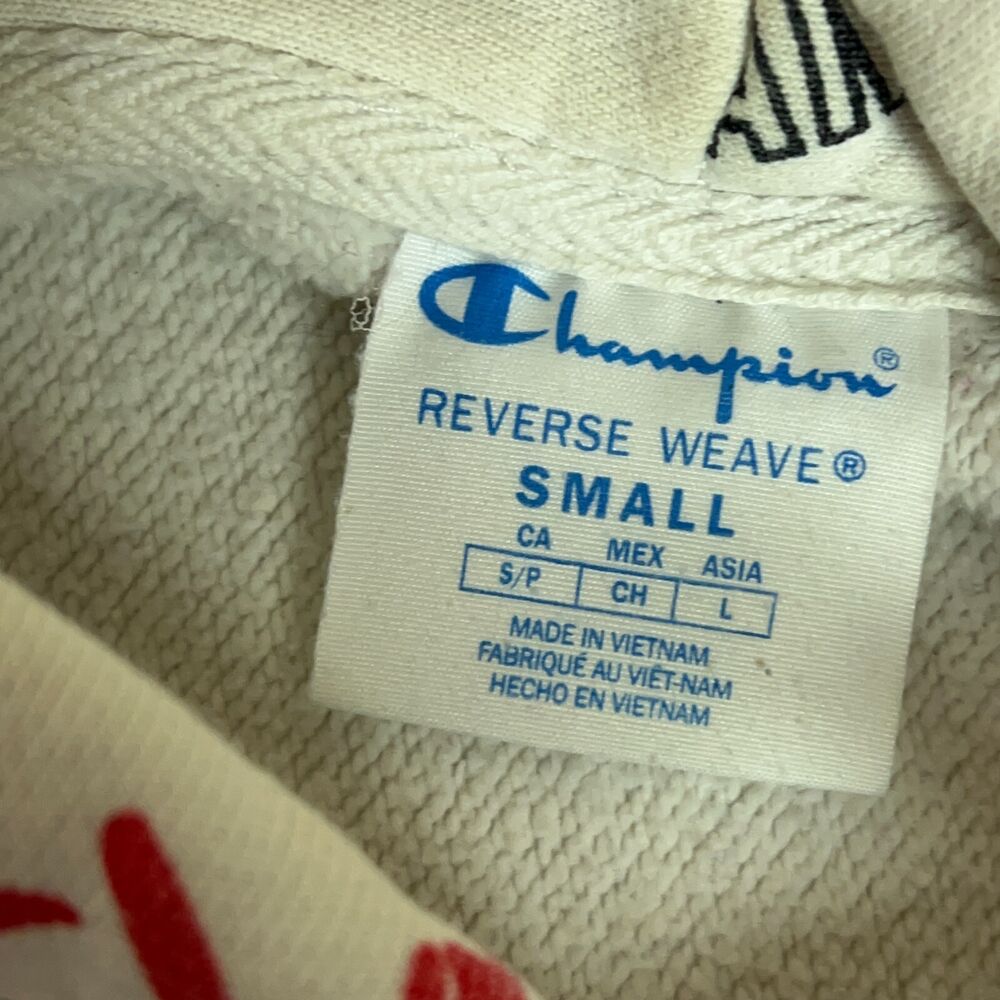 Champion®
REVERSE WEAVE®
SMALL
CA MEX ASIA
S/P CH L
MADE IN VIETNAM
FABRIQUÉ AU VIÊT-NAM
HECHO EN VIETNAM